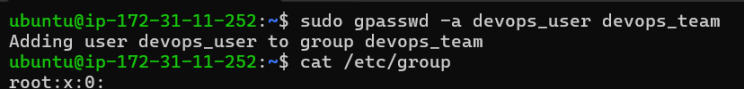 ubuntu@ip-172-31-11-252:~$ sudo gpasswd -a devops_user devops_team
Adding user devops_user to group devops_team
ubuntu@ip-172-31-11-252:~$ cat /etc/group
root:x:0: